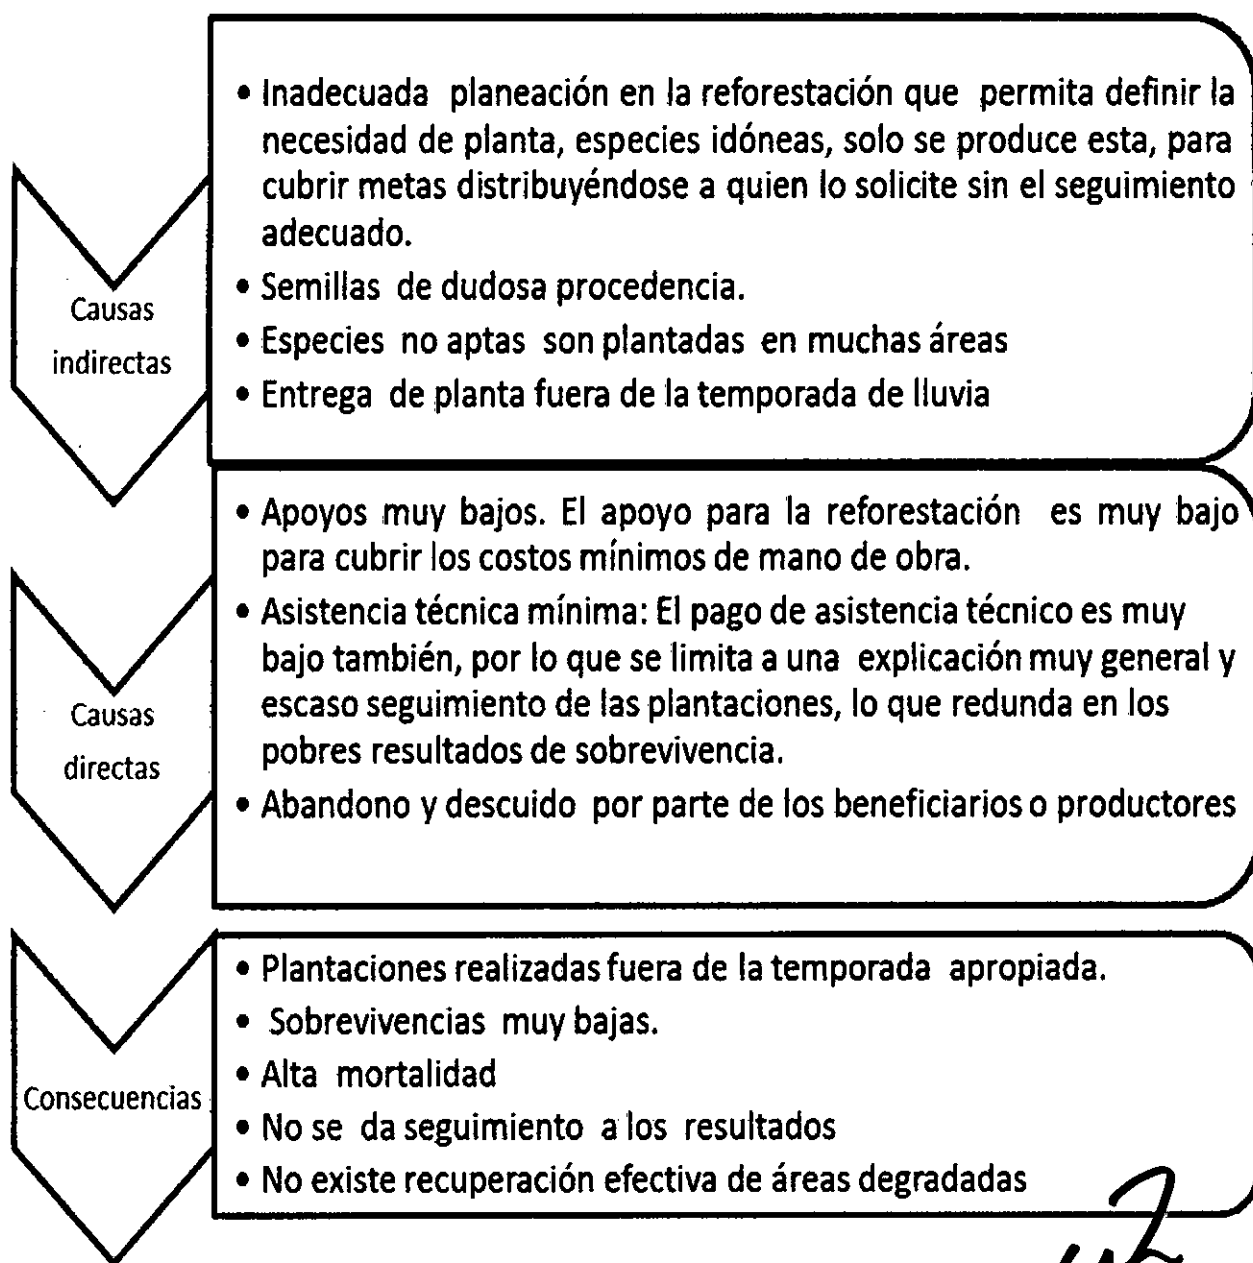 • Inadecuada planeación en la reforestación que permita definir la
necesidad de planta, especies idóneas, solo se produce esta, para
cubrir metas distribuyéndose a quien lo solicite sin el seguimiento
adecuado.
• Semillas de dudosa procedencia.
• Especies no aptas son plantadas en muchas áreas
• Entrega de planta fuera de la temporada de lluvia
Causas
indirectas
• Apoyos muy bajos. El apoyo para la reforestación es muy bajo
para cubrir los costos mínimos de mano de obra.
• Asistencia técnica mínima: El pago de asistencia técnico es muy
bajo también, por lo que se limita a una explicación muy general y
escaso seguimiento de las plantaciones, lo que redunda en los
pobres resultados de sobrevivencia.
• Abandono y descuido por parte de los beneficiarios o productores
Causas
directas
• Plantaciones realizadas fuera de la temporada apropiada.
• Sobrevivencias muy bajas.
• Alta mortalidad
• No se da seguimiento a los resultados
• No existe recuperación efectiva de áreas degradadas
Consecuencias